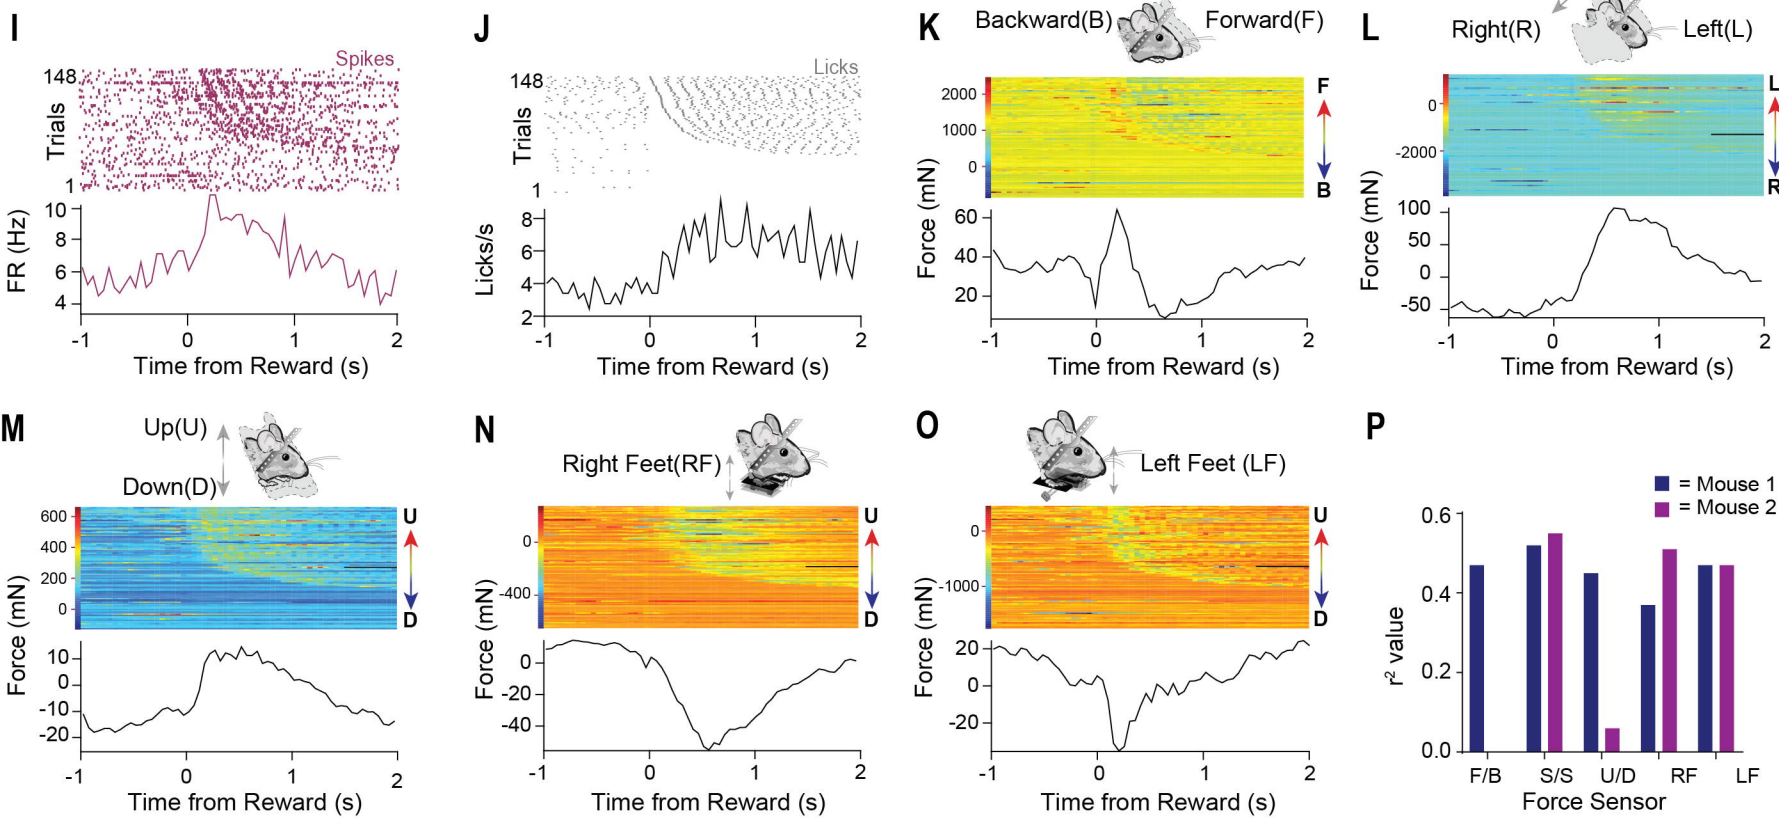 I
Spikes
148
Trials
1
10
8
6
4
FR (Hz)
-1 0 1 2
Time from Reward (s)
J
Licks
148
Trials
1
8
6
4
2
Licks/s
-1 0 1 2
Time from Reward (s)
K
Backward(B) Forward(F)
2000
1000
0
F
B
Force (mN)
60
40
20
-1 0 1 2
Time from Reward (s)
L
Right(R) Left(L)
0
-2000
L
R
Force (mN)
100
50
0
-50
-1 0 1 2
Time from Reward (s)
M
Up(U)
Down(D)
600
400
200
0
U
D
Force (mN)
10
0
-10
-20
-1 0 1 2
Time from Reward (s)
N
Right Feet(RF)
0
-400
U
D
Force (mN)
0
-20
-40
-1 0 1 2
Time from Reward (s)
O
Left Feet (LF)
0
-1000
U
D
Force (mN)
20
0
-20
-1 0 1 2
Time from Reward (s)
P
= Mouse 1
= Mouse 2
0.6
0.4
0.2
0.0
r² value
F/B S/S U/D RF LF
Force Sensor